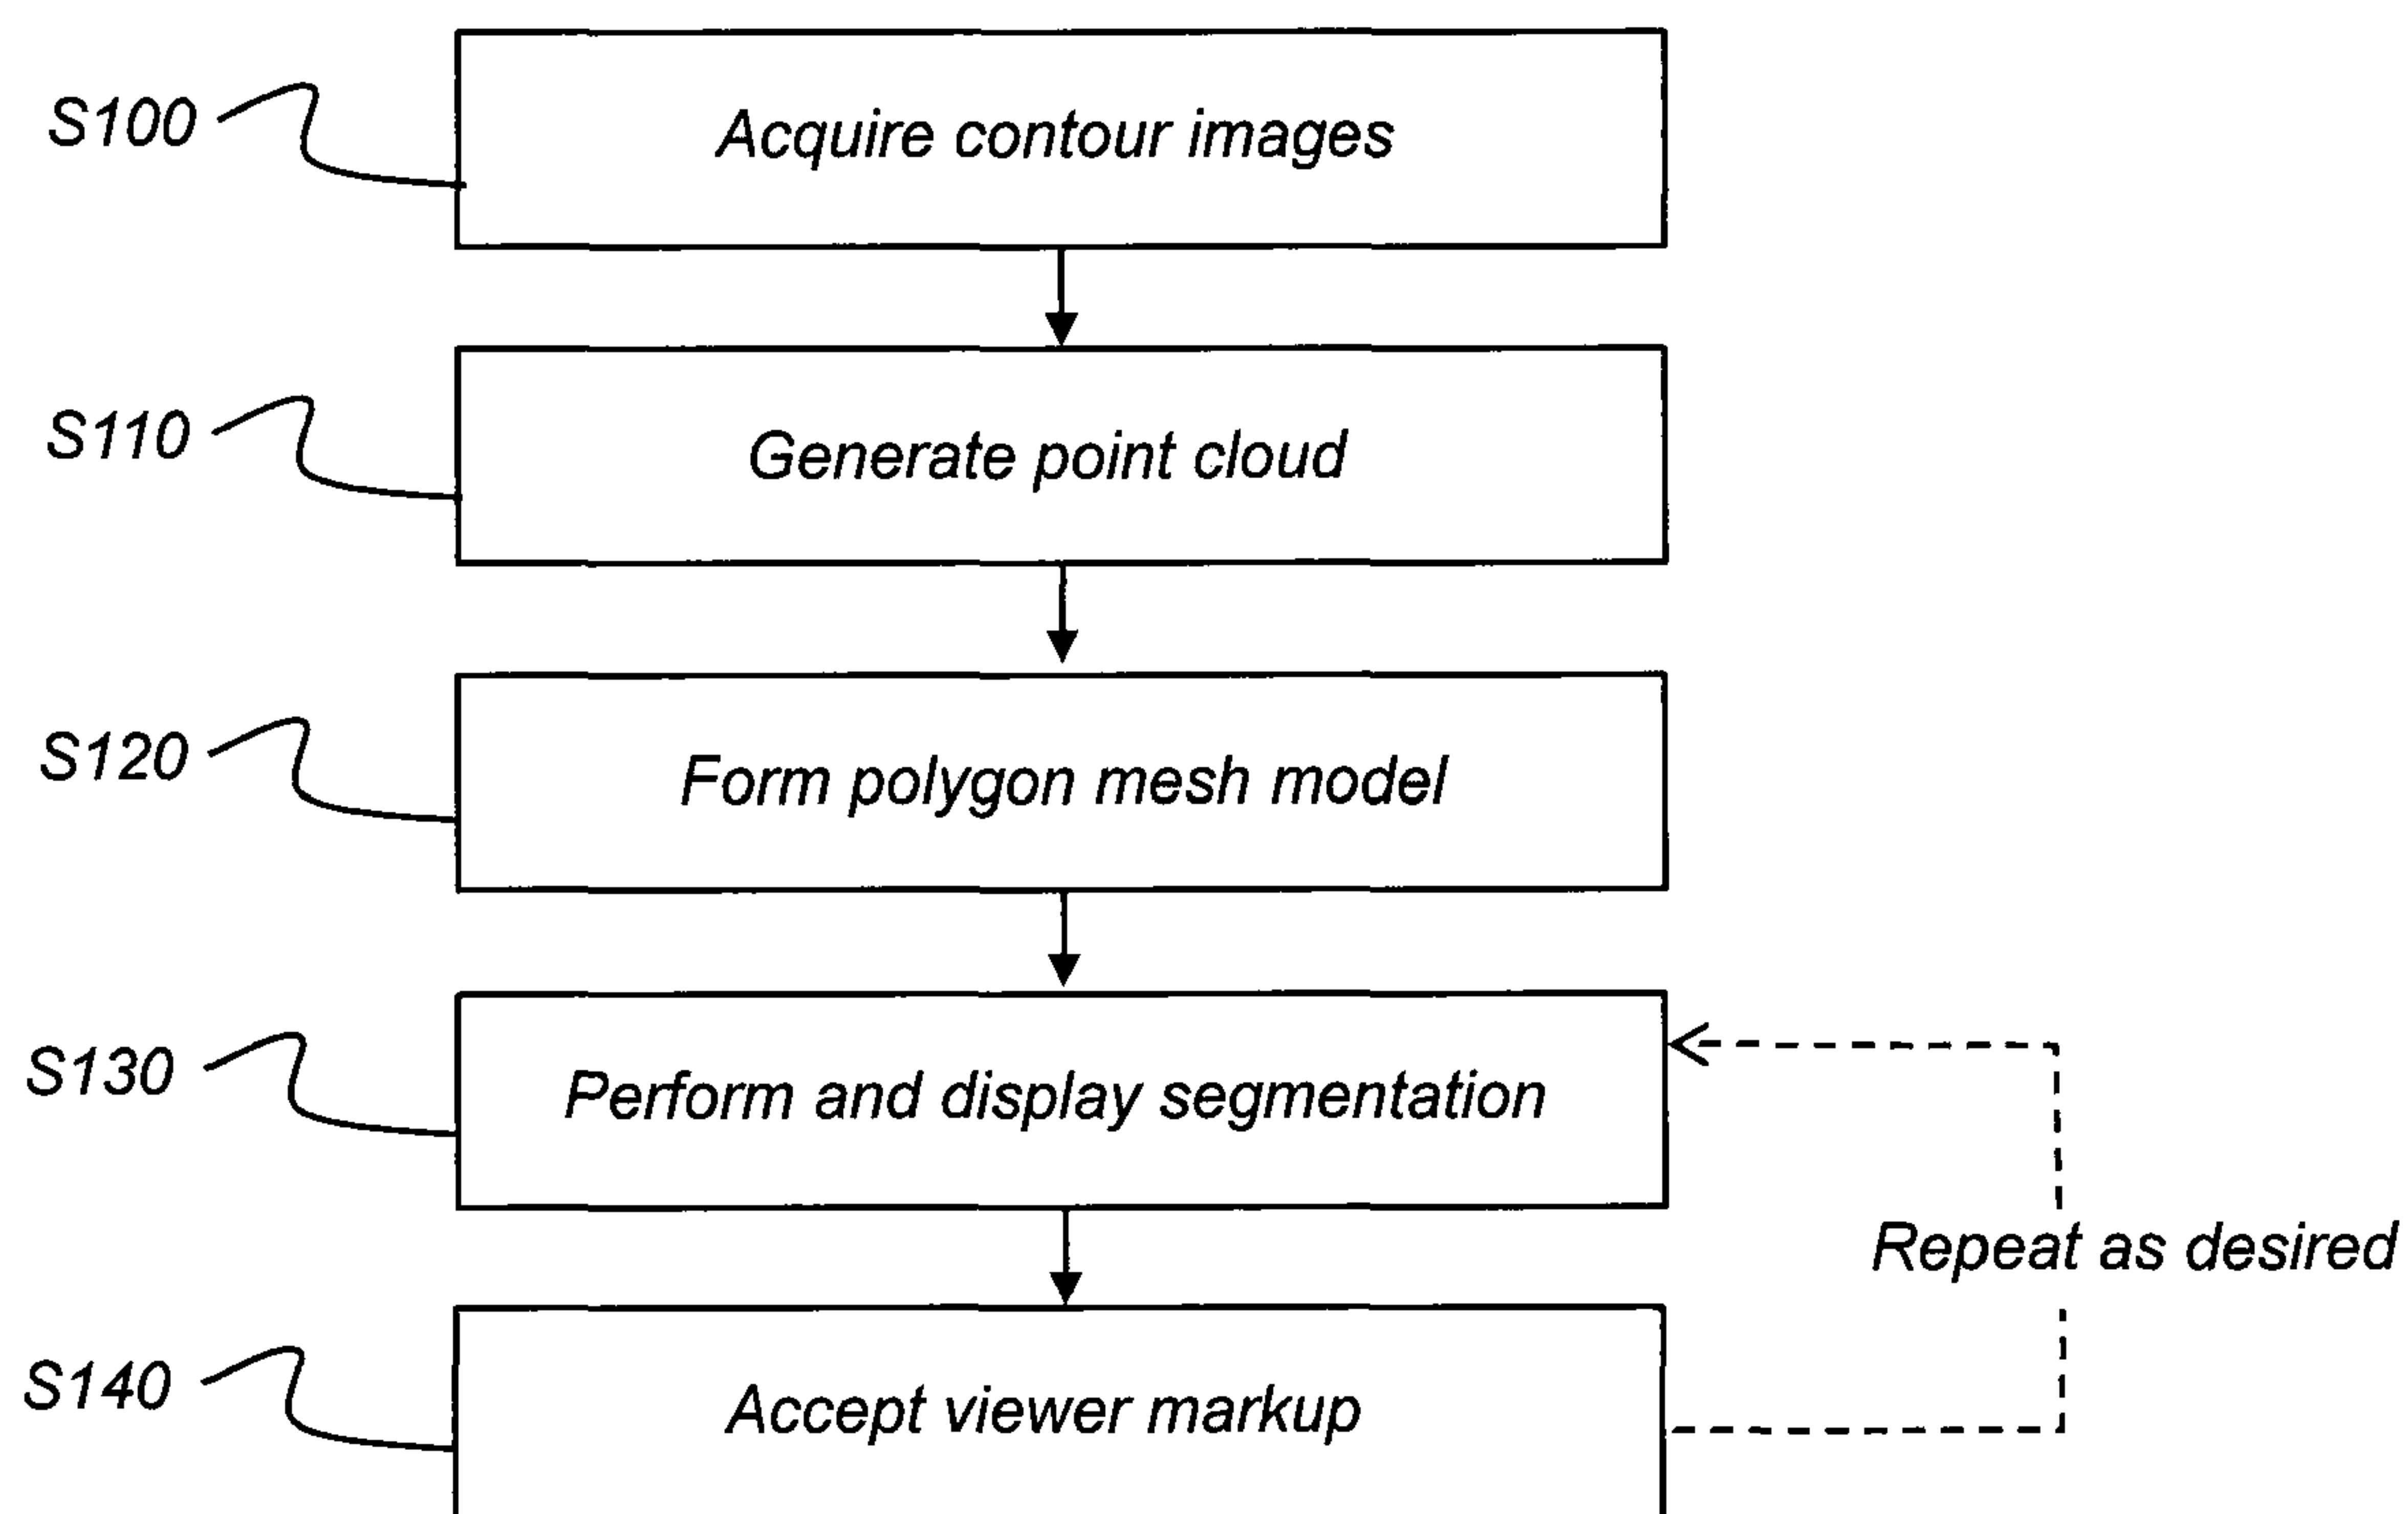 S100
Acquire contour images
S110
Generate point cloud
S120
Form polygon mesh model
S130
Perform and display segmentation
Repeat as desired
S140
Accept viewer markup